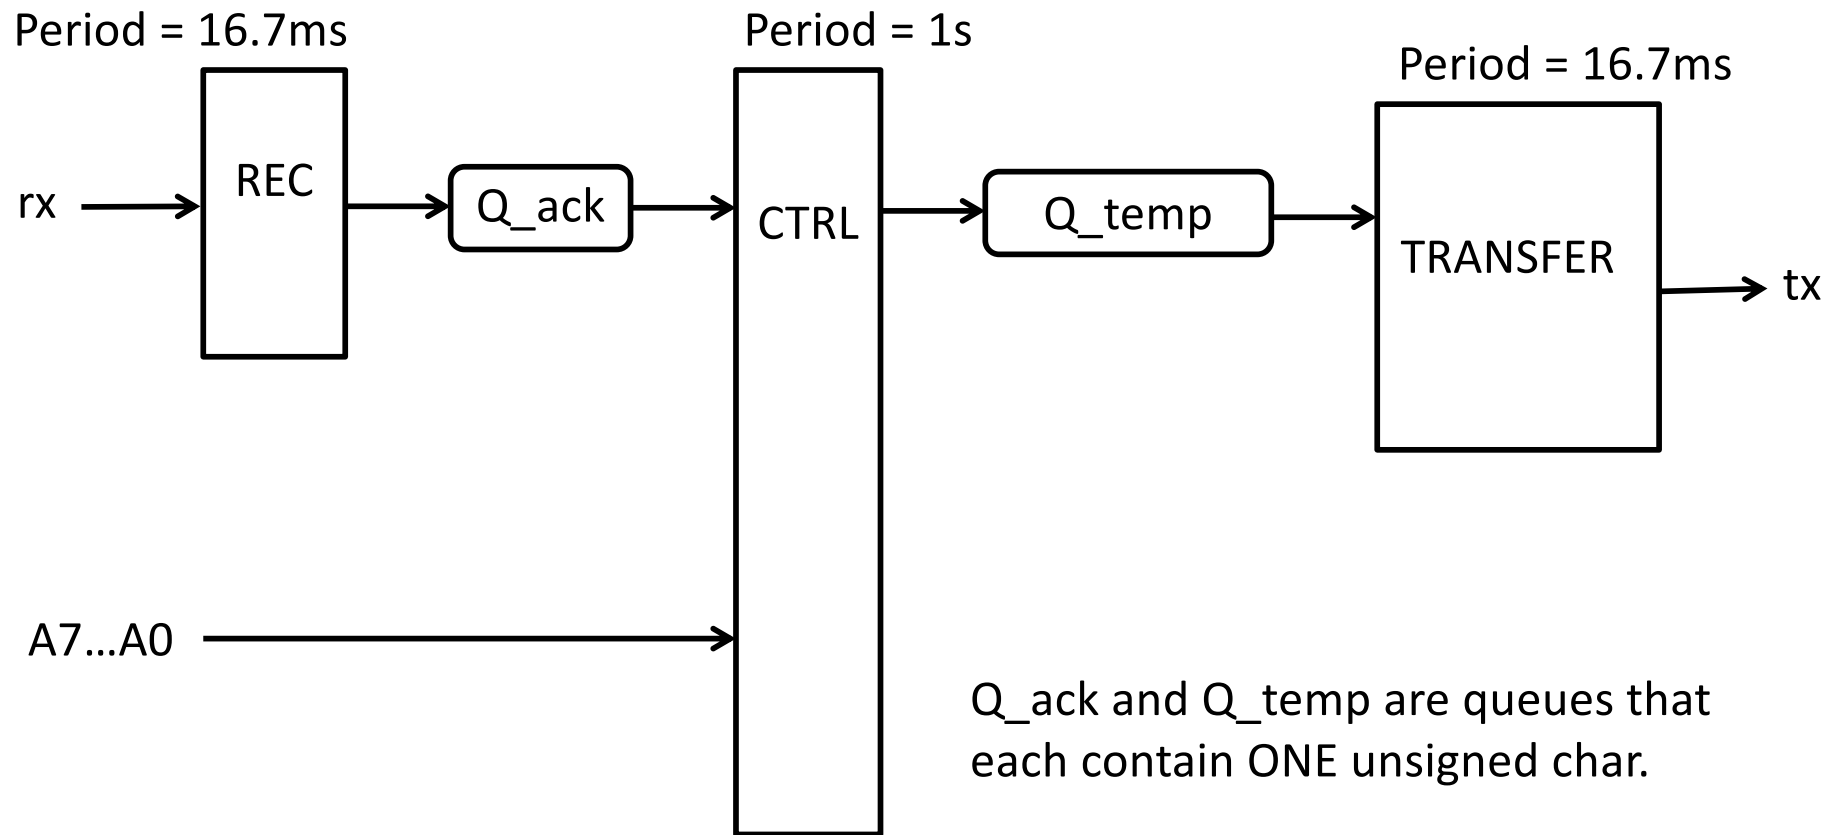 Period = 16.7ms
Period = 1s
Period = 16.7ms
rx
REC
Q_ack
CTRL
Q_temp
TRANSFER
tx
A7...A0
Q_ack and Q_temp are queues that
each contain ONE unsigned char.